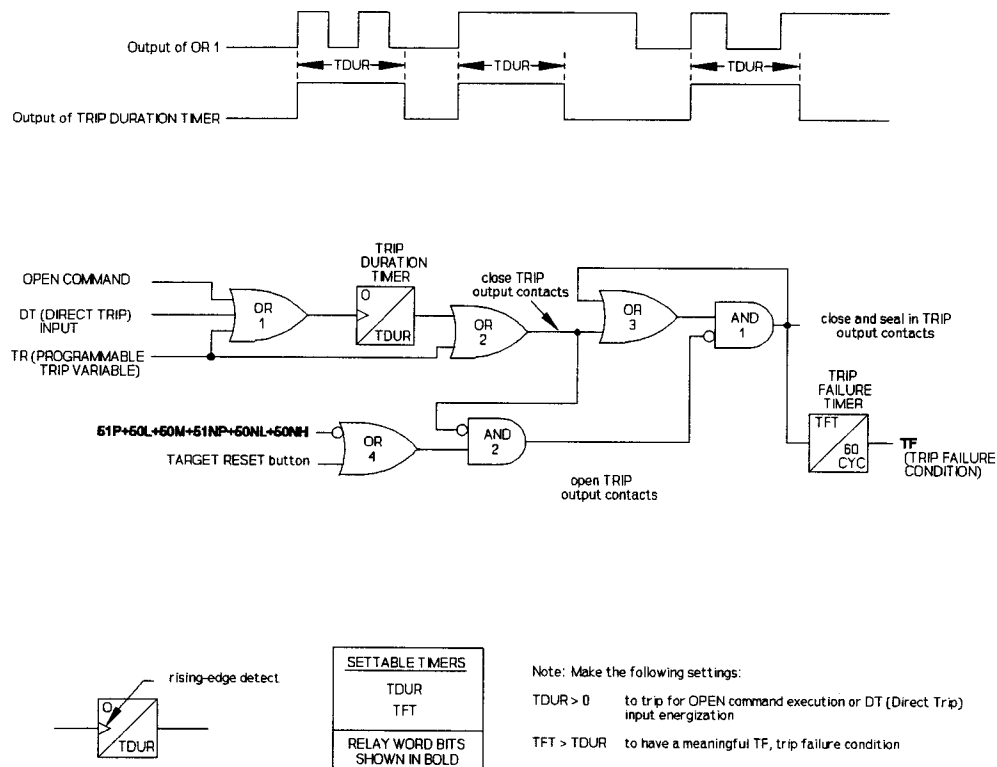 Output of OR 1
TDUR
TDUR
TDUR
Output of TRIP DURATION TIMER
TRIP
DURATION
TIMER
OPEN COMMAND
DT (DIRECT TRIP)
INPUT
TR (PROGRAMMABLE
TRIP VARIABLE)
OR
1
0
TDUR
OR
2
close TRIP
output contacts
OR
3
AND
1
close and seal in TRIP
output contacts
TRIP
FAILURE
TIMER
TFT
60
CYC
TF
(TRIP FAILURE
CONDITION)
51P+50L+50M+51NP+50NL+50NH
TARGET RESET button
OR
4
AND
2
open TRIP
output contacts
rising-edge detect
0
TDUR
SETTABLE TIMERS
TDUR
TFT
RELAY WORD BITS
SHOWN IN BOLD
Note: Make the following settings:
TDUR > 0 to trip for OPEN command execution or DT (Direct Trip)
input energization
TFT > TDUR to have a meaningful TF, trip failure condition